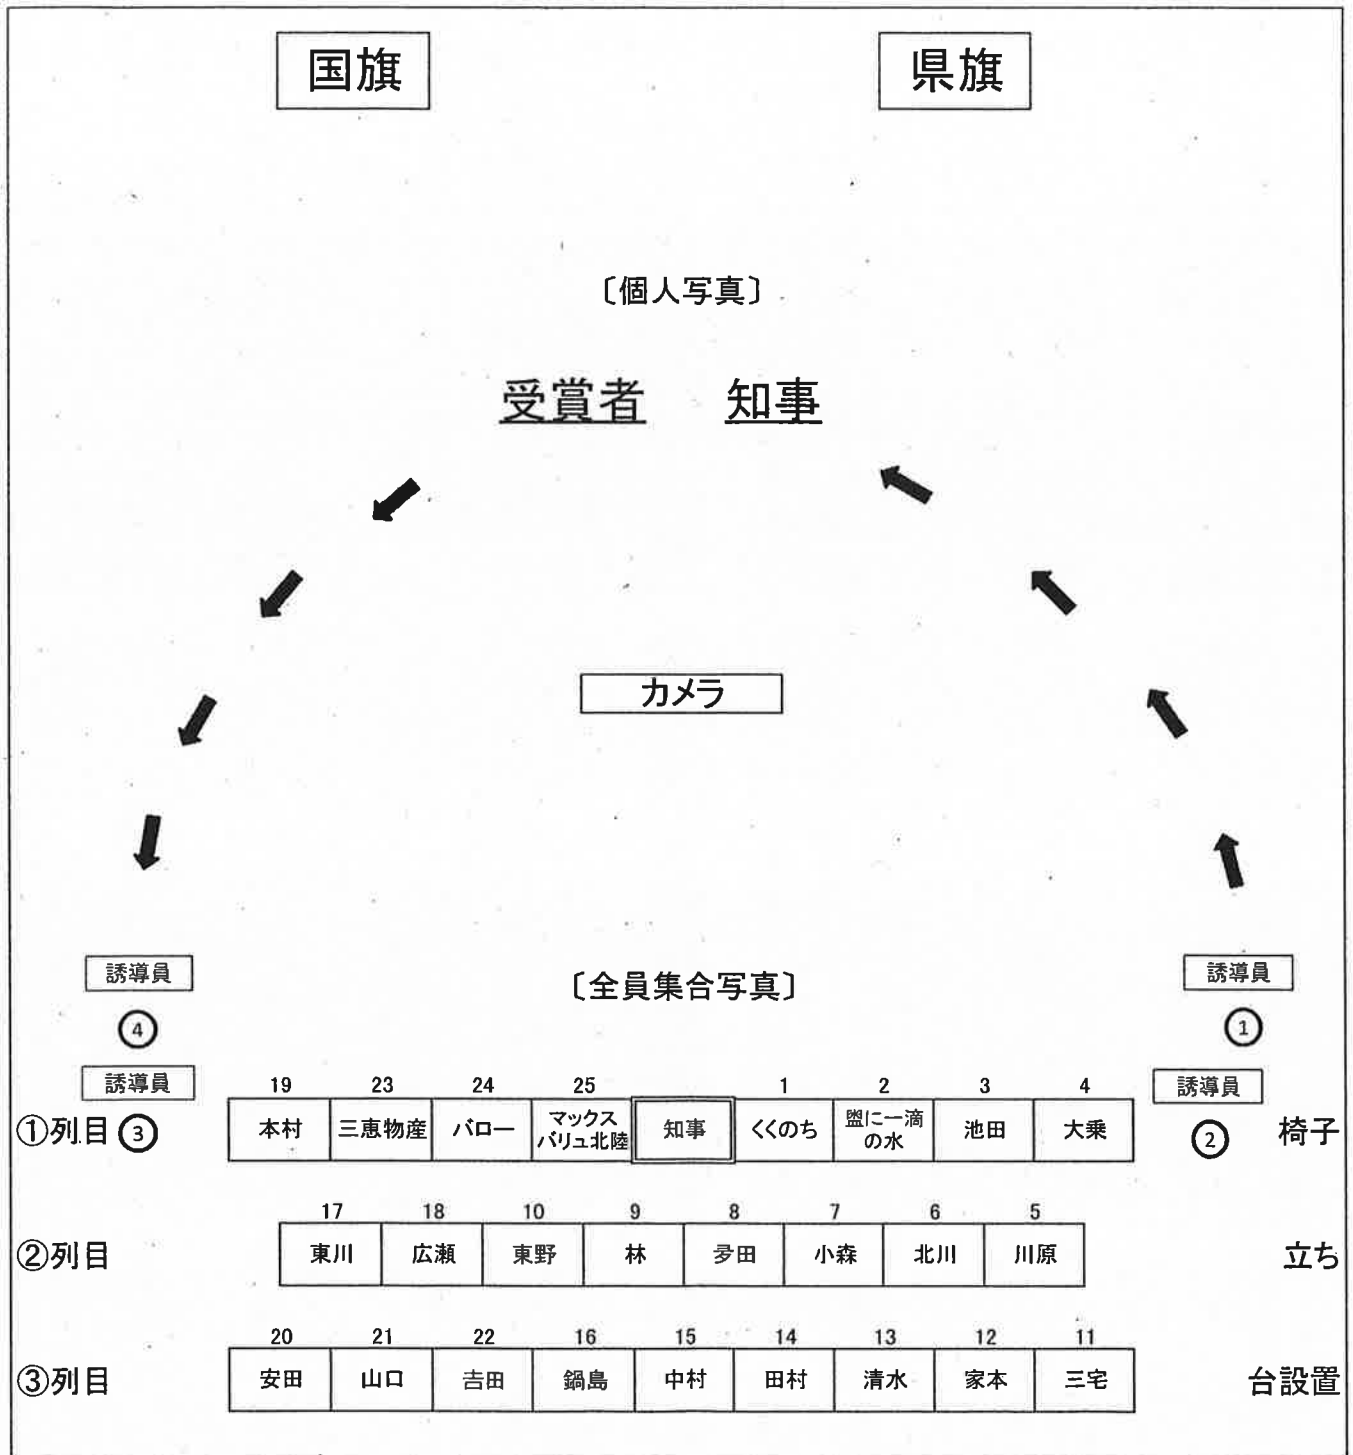 国旗 県旗
〔個人写真〕
受賞者 知事
カメラ
誘導員 〔全員集合写真〕 誘導員
④ ①
誘導員 19 23 24 25 1 2 3 4 誘導員
①列目 ③ 本村 三恵物産 バロー マックス
バリュ北陸 知事 くくのち 盥に一滴
の水 池田 大乗 ② 椅子
17 18 10 9 8 7 6 5
②列目 東川 広瀬 東野 林 夛田 小森 北川 川原 立ち
20 21 22 16 15 14 13 12 11
③列目 安田 山口 吉田 鍋島 中村 田村 清水 家本 三宅 台設置